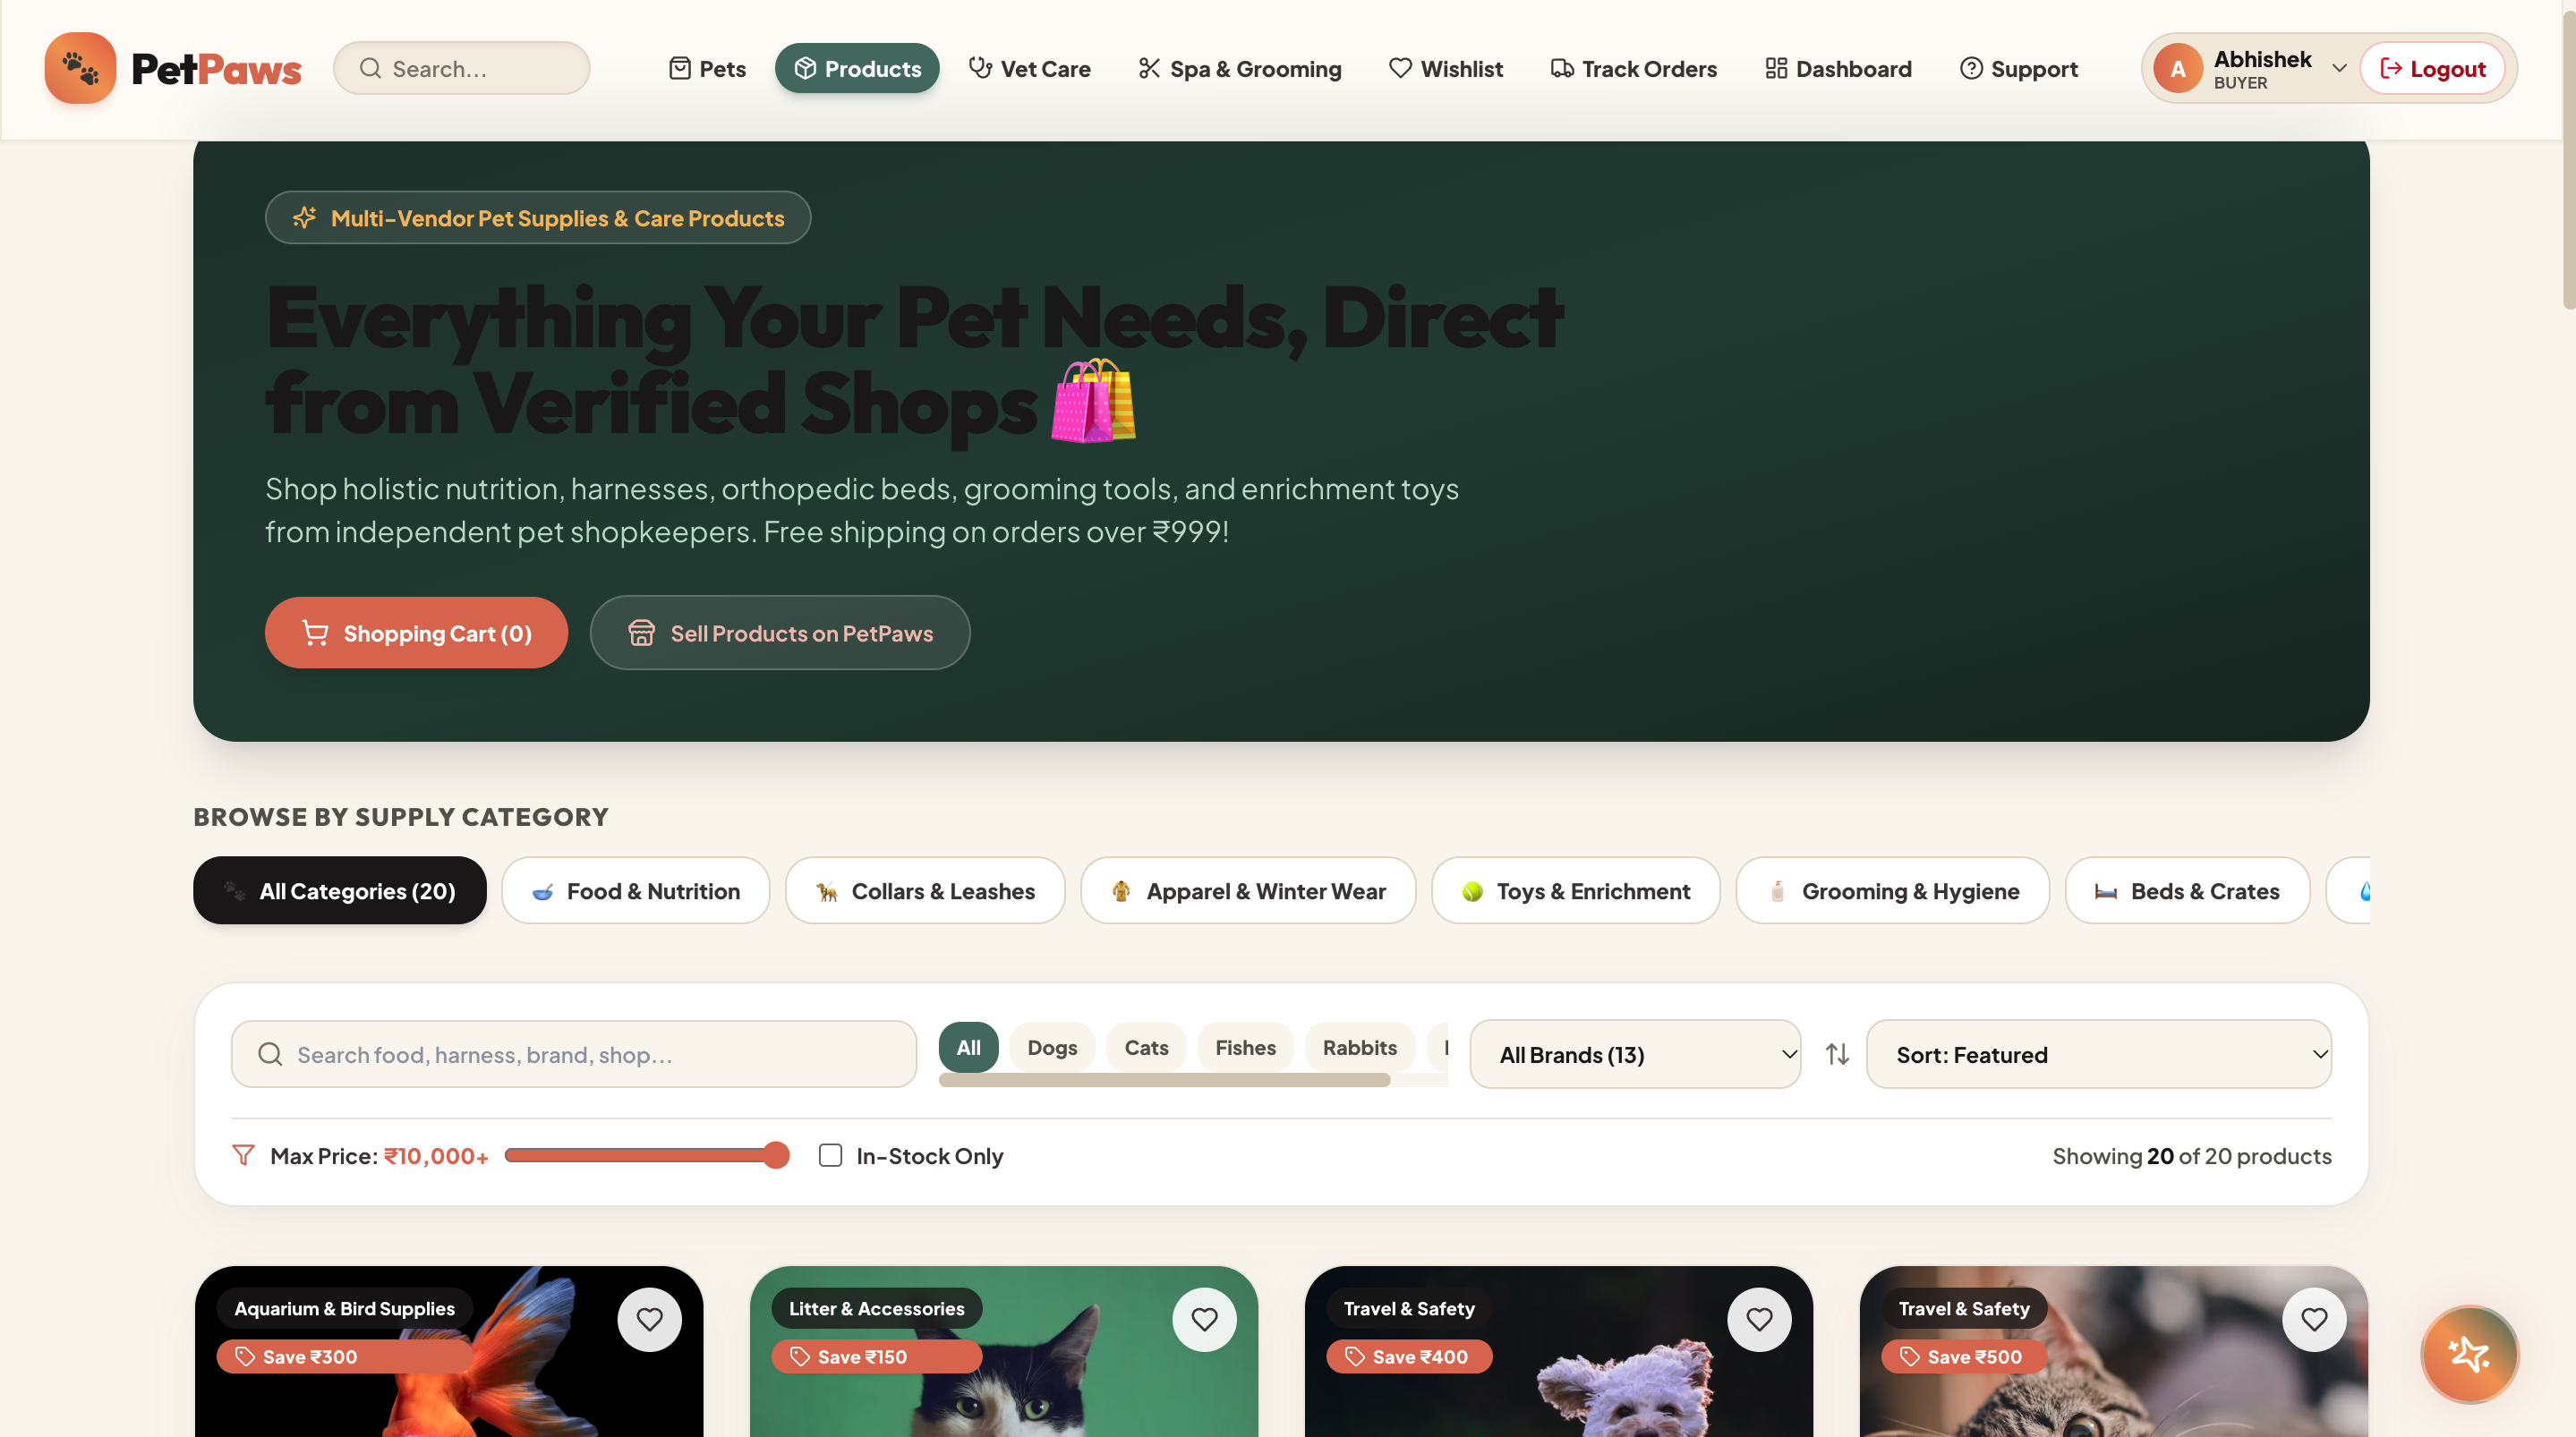 PetPaws
Search...
Pets
Products
Vet Care
Spa & Grooming
Wishlist
Track Orders
Dashboard
Support
A
Abhishek
BUYER
Logout
Multi-Vendor Pet Supplies & Care Products
Everything Your Pet Needs, Direct
from Verified Shops
Shop holistic nutrition, harnesses, orthopedic beds, grooming tools, and enrichment toys
from independent pet shopkeepers. Free shipping on orders over ₹999!
Shopping Cart (0)
Sell Products on PetPaws
BROWSE BY SUPPLY CATEGORY
All Categories (20)
Food & Nutrition
Collars & Leashes
Apparel & Winter Wear
Toys & Enrichment
Grooming & Hygiene
Beds & Crates
Search food, harness, brand, shop...
All
Dogs
Cats
Fishes
Rabbits
All Brands (13)
Sort: Featured
Max Price: ₹10,000+
In-Stock Only
Showing 20 of 20 products
Aquarium & Bird Supplies
Save ₹300
Litter & Accessories
Save ₹150
Travel & Safety
Save ₹400
Travel & Safety
Save ₹500